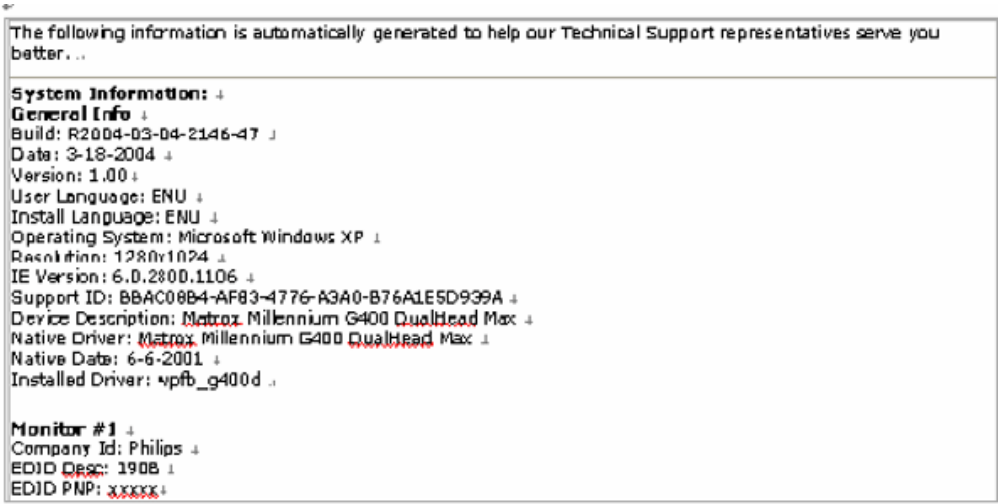 The following information is automatically generated to help our Technical Support representatives serve you
better...
System Information:
General Info
Build: R2004-03-04-2146-47
Date: 3-18-2004
Version: 1.00
User Language: ENU
Install Language: ENU
Operating System: Microsoft Windows XP
Resolution: 1280x1024
IE Version: 6.0.2800.1106
Support ID: BBAC08B4-AF83-4776-A3A0-B76A1E5D939A
Device Description: Matrox Millennium G400 DualHead Max
Native Driver: Matrox Millennium G400 DualHead Max
Native Date: 6-6-2001
Installed Driver: vpfb_g400d
Monitor #1
Company Id: Philips
EDID Desc: 190B
EDID PNP: xxxxx